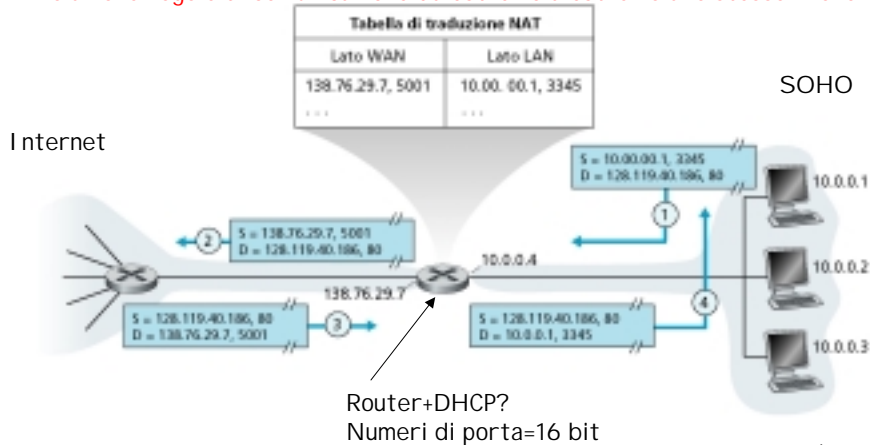 Tabella di traduzione NAT
Lato WAN
Lato LAN
138.76.29.7, 5001
10.00. 00.1, 3345
. . .
. . .
SOHO
Internet
S = 10.00.00.1, 3345
D = 128.119.40.186, 80
10.0.0.1
1
S = 138.76.29.7, 5001
D = 128.119.40.186, 80
2
10.0.0.4
10.0.0.2
138.76.29.7
4
S = 128.119.40.186, 80
D = 138.76.29.7, 5001
3
S = 128.119.40.186, 80
D = 10.0.0.1, 3345
10.0.0.3
Router+DHCP?
Numeri di porta=16 bit